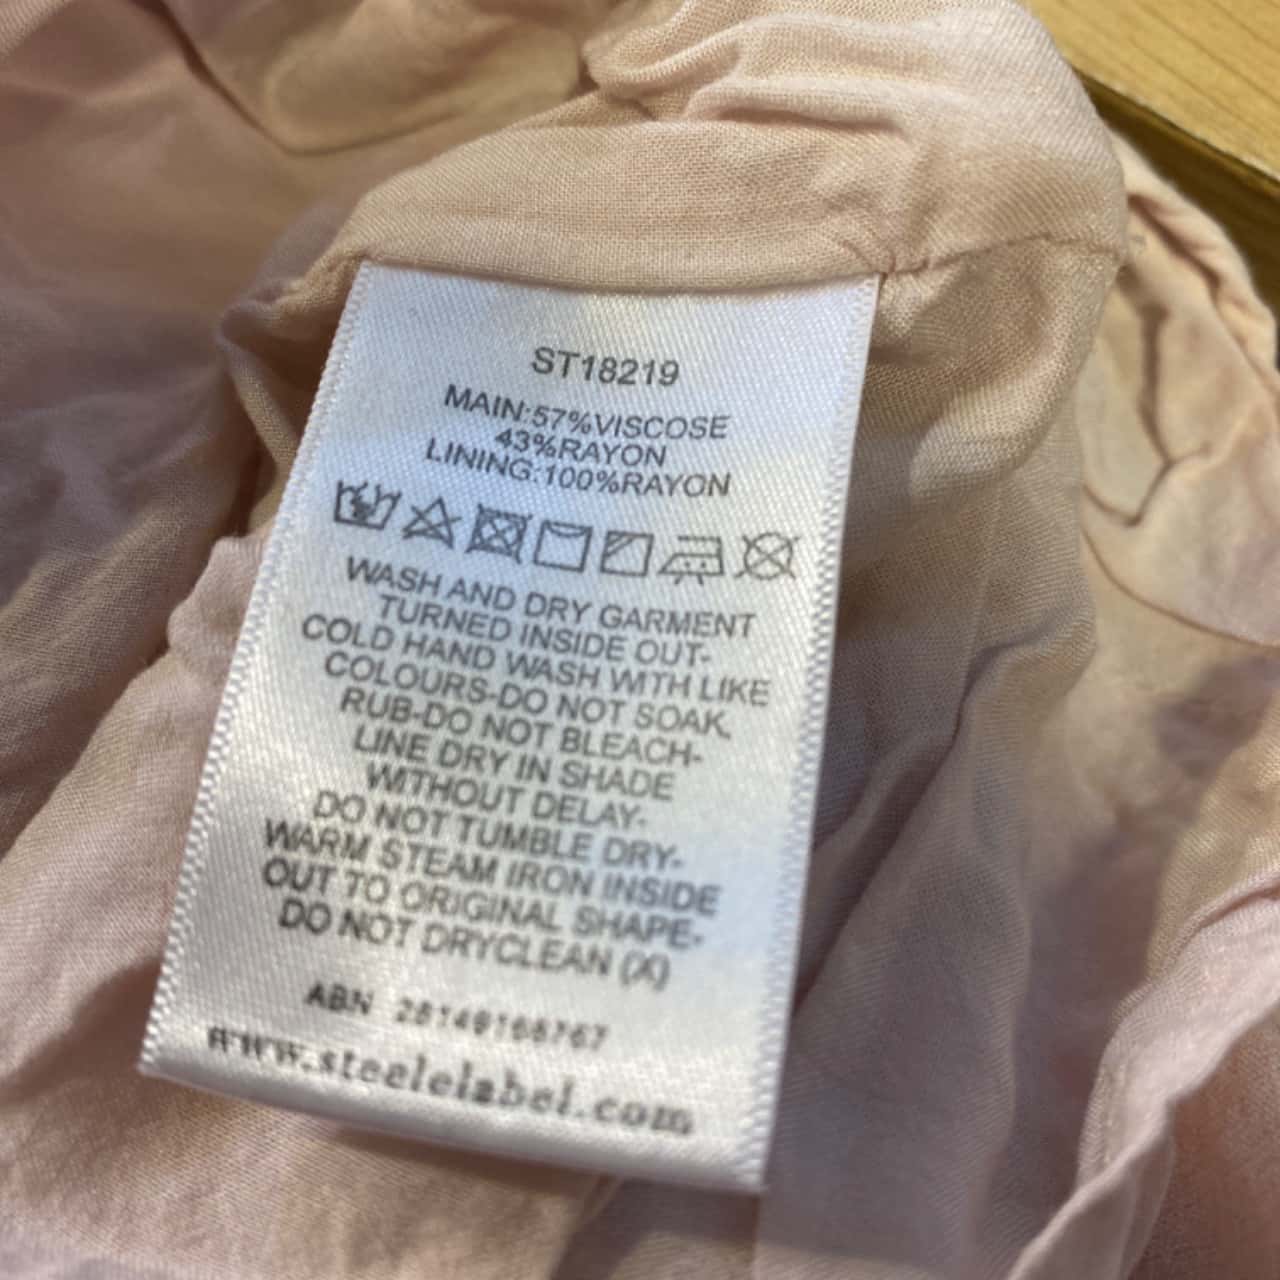 ST18219
MAIN:57%VISCOSE
43%RAYON
LINING:100%RAYON
WASH AND DRY GARMENT
TURNED INSIDE OUT-
COLD HAND WASH WITH LIKE
COLOURS-DO NOT SOAK,
RUB-DO NOT BLEACH-
LINE DRY IN SHADE
WITHOUT DELAY-
DO NOT TUMBLE DRY-
WARM STEAM IRON INSIDE
OUT TO ORIGINAL SHAPE-
DO NOT DRYCLEAN (X)
ABN 28149166767
www.steelelabel.com